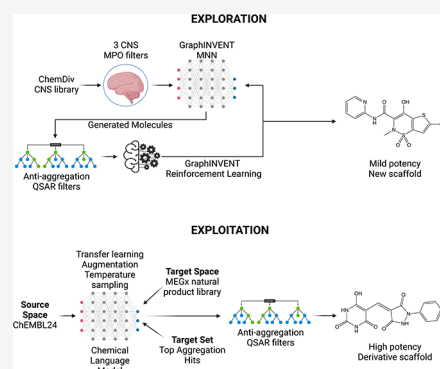 EXPLORATION
3 CNS
MPO filters
GraphINVENT
MNN
ChemDiv
CNS library
Generated Molecules
Anti-aggregation
QSAR filters
GraphINVENT
Reinforcement Learning
Mild potency
New scaffold
EXPLOITATION
Transfer learning
Augmentation
Temperature
sampling
Target Space
MEGx natural
product library
Source
Space
ChEMBL24
Target Set
Top Aggregation
Hits
Anti-aggregation
QSAR filters
High potency
Derivative scaffold
Chemical
Language